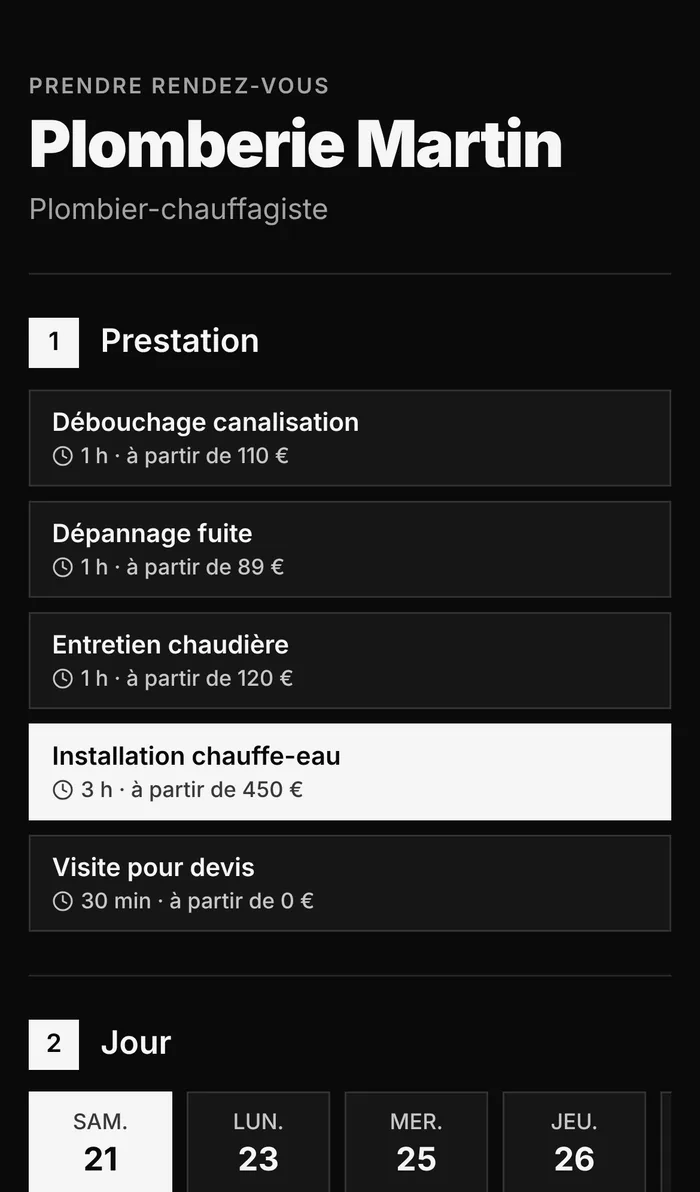 PRENDRE RENDEZ-VOUS
Plomberie Martin
Plombier-chauffagiste
1 Prestation
Débouchage canalisation
1 h · à partir de 110 €
Dépannage fuite
1 h · à partir de 89 €
Entretien chaudière
1 h · à partir de 120 €
Installation chauffe-eau
3 h · à partir de 450 €
Visite pour devis
30 min · à partir de 0 €
2 Jour
SAM. LUN. MER. JEU.
21 23 25 26